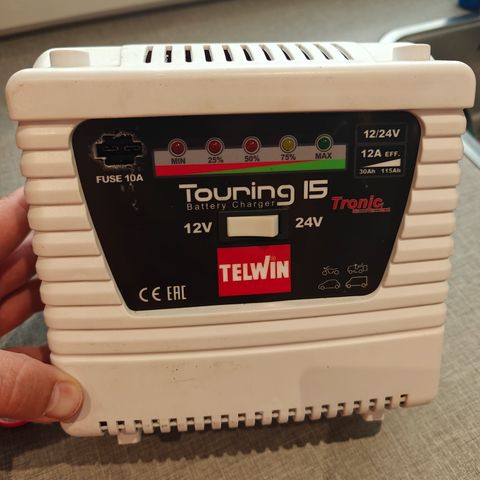 MIN 25% 50% 75% MAX
12/24V
12A EFF.
30Ah 115Ah
FUSE 10A
Touring 15
Battery Charger
Tronic
12V 24V
TELWIN
CE EAC